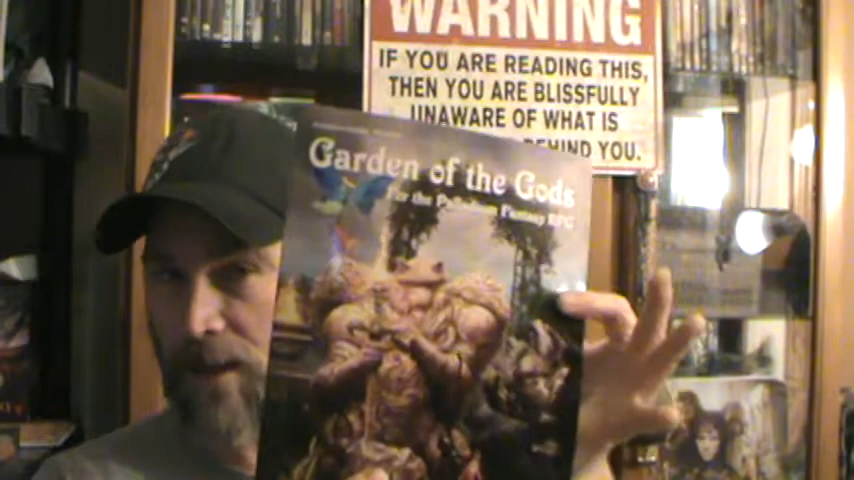 WARNING
IF YOU ARE READING THIS,
THEN YOU ARE BLISSFULLY
UNAWARE OF WHAT IS
BEHIND YOU.
Garden of the Gods
For the Palladium Fantasy RPG